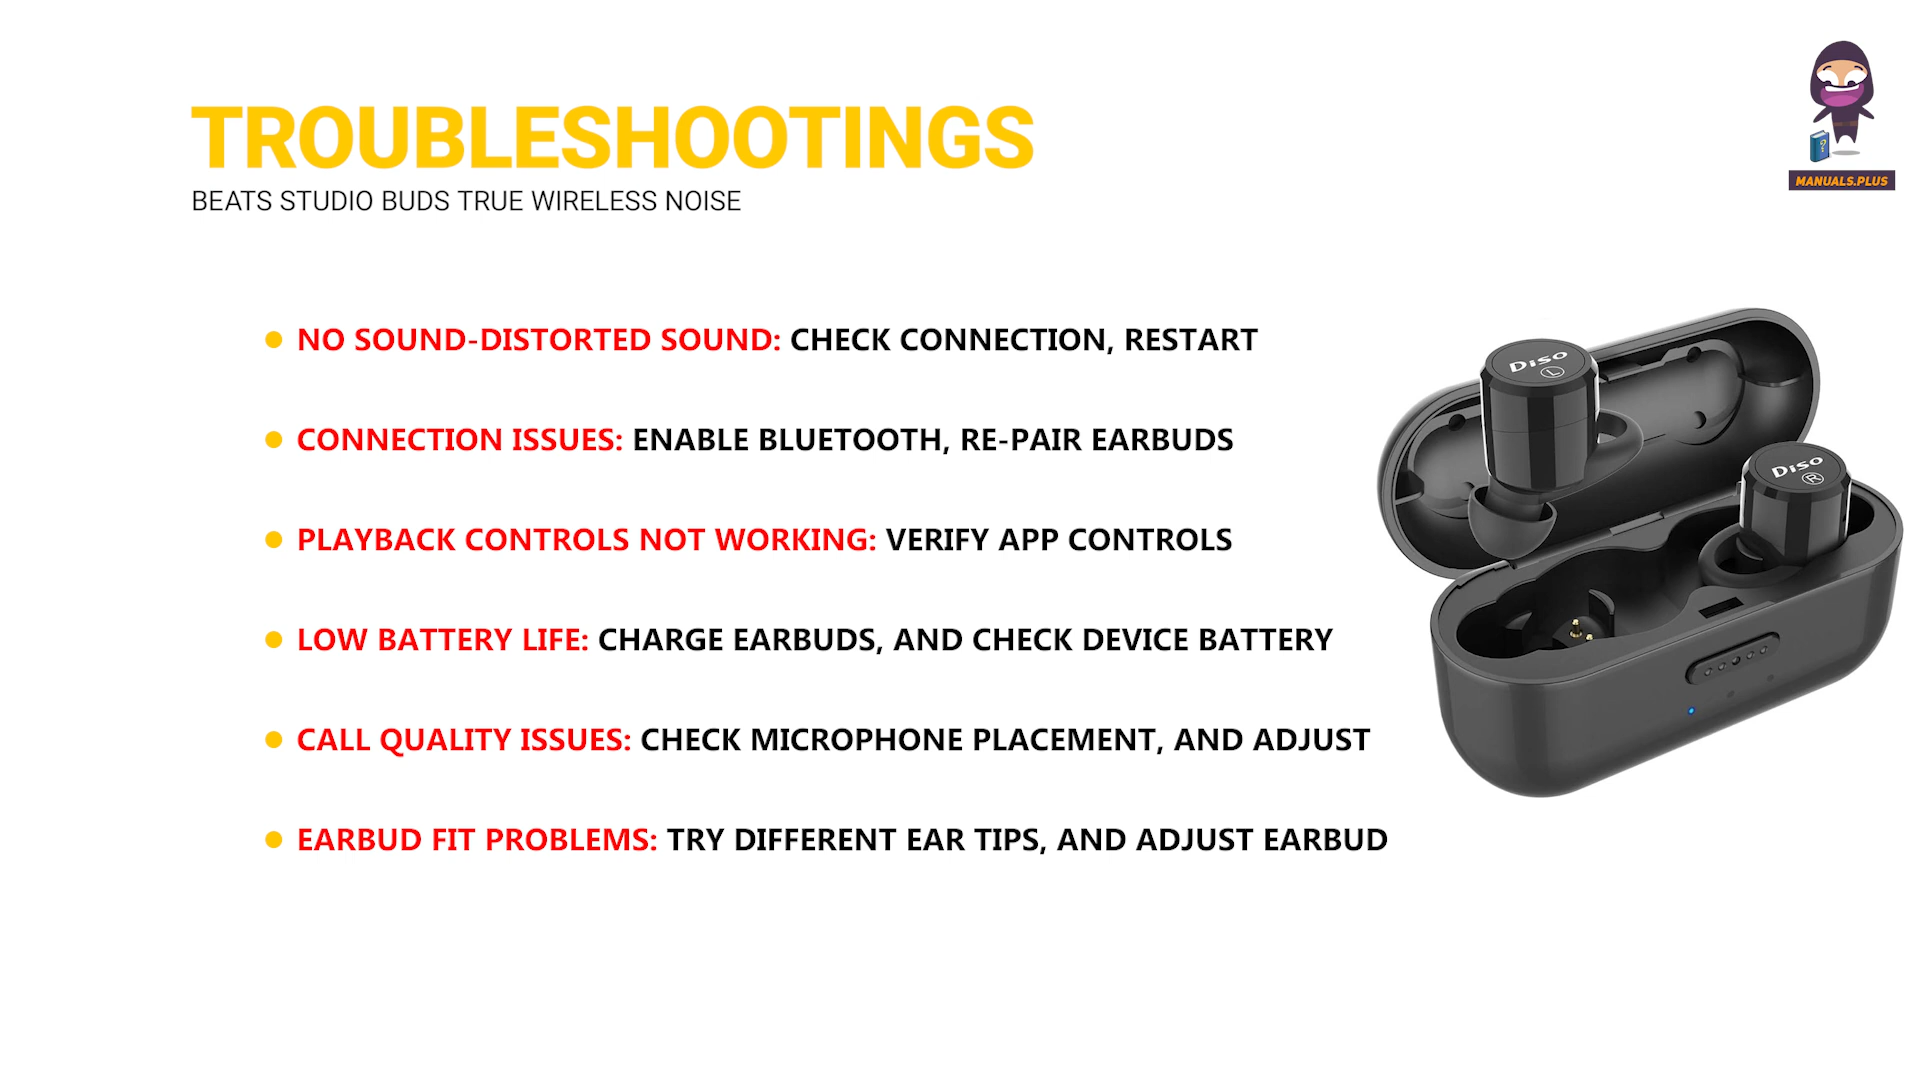 TROUBLESHOOTINGS
BEATS STUDIO BUDS TRUE WIRELESS NOISE
?
MANUALS.PLUS
NO SOUND-DISTORTED SOUND: CHECK CONNECTION, RESTART
CONNECTION ISSUES: ENABLE BLUETOOTH, RE-PAIR EARBUDS
PLAYBACK CONTROLS NOT WORKING: VERIFY APP CONTROLS
LOW BATTERY LIFE: CHARGE EARBUDS, AND CHECK DEVICE BATTERY
CALL QUALITY ISSUES: CHECK MICROPHONE PLACEMENT, AND ADJUST
EARBUD FIT PROBLEMS: TRY DIFFERENT EAR TIPS, AND ADJUST EARBUD
Diso
L
Diso
R